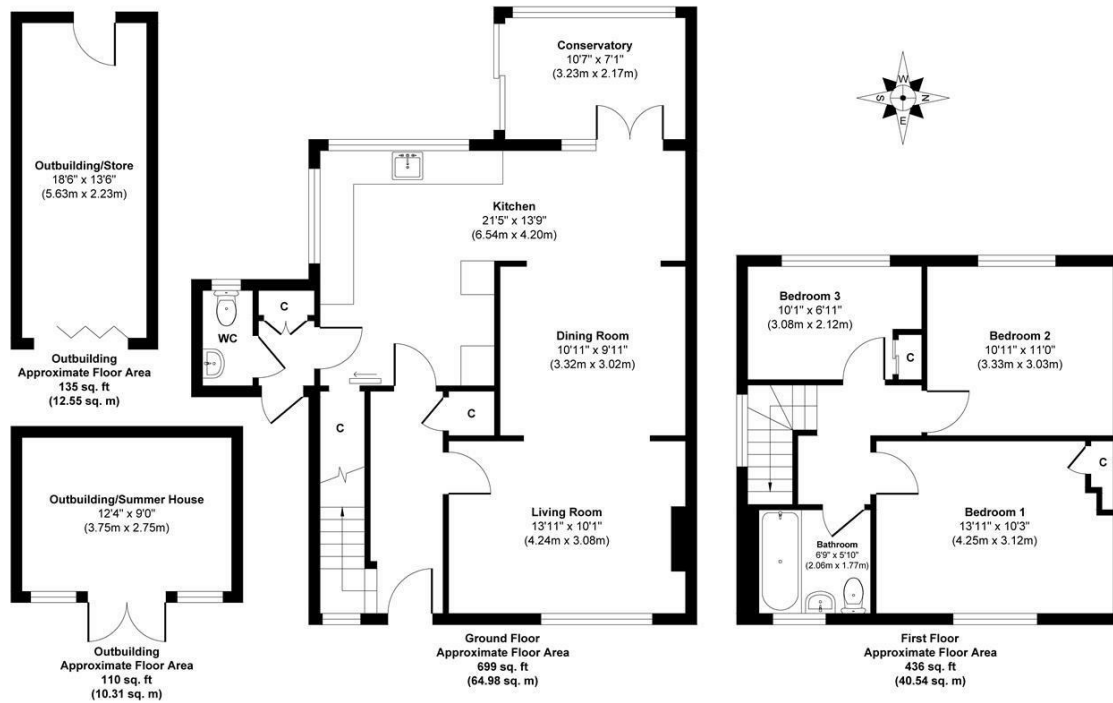 Outbuilding/Store
18'6" x 13'6"
(5.63m x 2.23m)
Outbuilding
Approximate Floor Area
135 sq. ft
(12.55 sq. m)
Outbuilding/Summer House
12'4" x 9'0"
(3.75m x 2.75m)
Outbuilding
Approximate Floor Area
110 sq. ft
(10.31 sq. m)
Conservatory
10'7" x 7'1"
(3.23m x 2.17m)
Kitchen
21'5" x 13'9"
(6.54m x 4.20m)
WC
C
Dining Room
10'11" x 9'11"
(3.32m x 3.02m)
C
C
Living Room
13'11" x 10'1"
(4.24m x 3.08m)
Ground Floor
Approximate Floor Area
699 sq. ft
(64.98 sq. m)
W
S
N
E
Bedroom 3
10'1" x 6'11"
(3.08m x 2.12m)
C
Bedroom 2
10'11" x 11'0"
(3.33m x 3.03m)
C
Bedroom 1
13'11" x 10'3"
(4.25m x 3.12m)
Bathroom
6'9" x 5'10"
(2.06m x 1.77m)
First Floor
Approximate Floor Area
436 sq. ft
(40.54 sq. m)